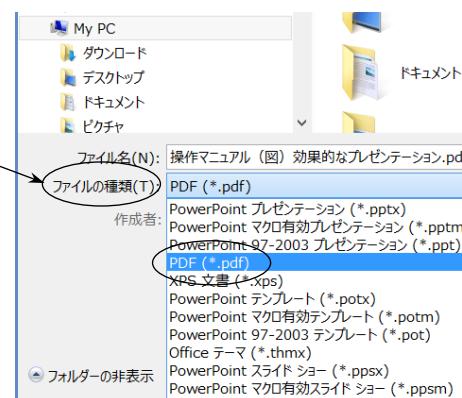 My PC
ダウンロード
デスクトップ
ドキュメント
ピクチャ
ドキュメント
ファイル名(N): 操作マニュアル（図）効果的なプレゼンテーション.pd
ファイルの種類(T): PDF (*.pdf)
作成者:
PowerPoint プレゼンテーション (*.pptx)
PowerPoint マクロ有効プレゼンテーション (*.pptm
PowerPoint 97-2003 プレゼンテーション (*.ppt)
PDF (*.pdf)
XPS 文書 (*.xps)
PowerPoint テンプレート (*.potx)
PowerPoint マクロ有効テンプレート (*.potm)
PowerPoint 97-2003 テンプレート (*.pot)
Office テーマ (*.thmx)
PowerPoint スライド ショー (*.ppsx)
PowerPoint マクロ有効スライド ショー (*.ppsm)
フォルダーの非表示